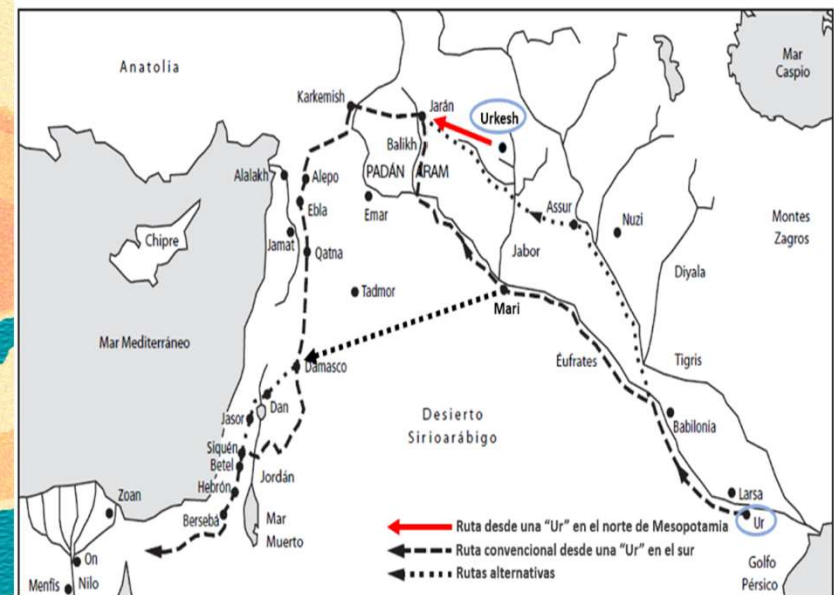 Anatolia
Mar
Caspio
Karkemish
Jarán
Urkesh
Balikh
PADÁN ARAM
Alalakh
Alepo
Ebla
Emar
Assur
Nuzi
Montes
Zagros
Chipre
Jamat
Qatna
Jabor
Diyala
Tadmor
Mari
Mar Mediterráneo
Damasco
Éufrates
Tigris
Dan
Jasor
Desierto
Sirioarábigo
Babilonia
Siquén
Betel
Jordán
Hebrón
Zoan
Bersebá
Mar
Muerto
Larsa
Ur
Ruta desde una "Ur" en el norte de Mesopotamia
Ruta convencional desde una "Ur" en el sur
Rutas alternativas
On
Menfis
Nilo
Golfo
Pérsico